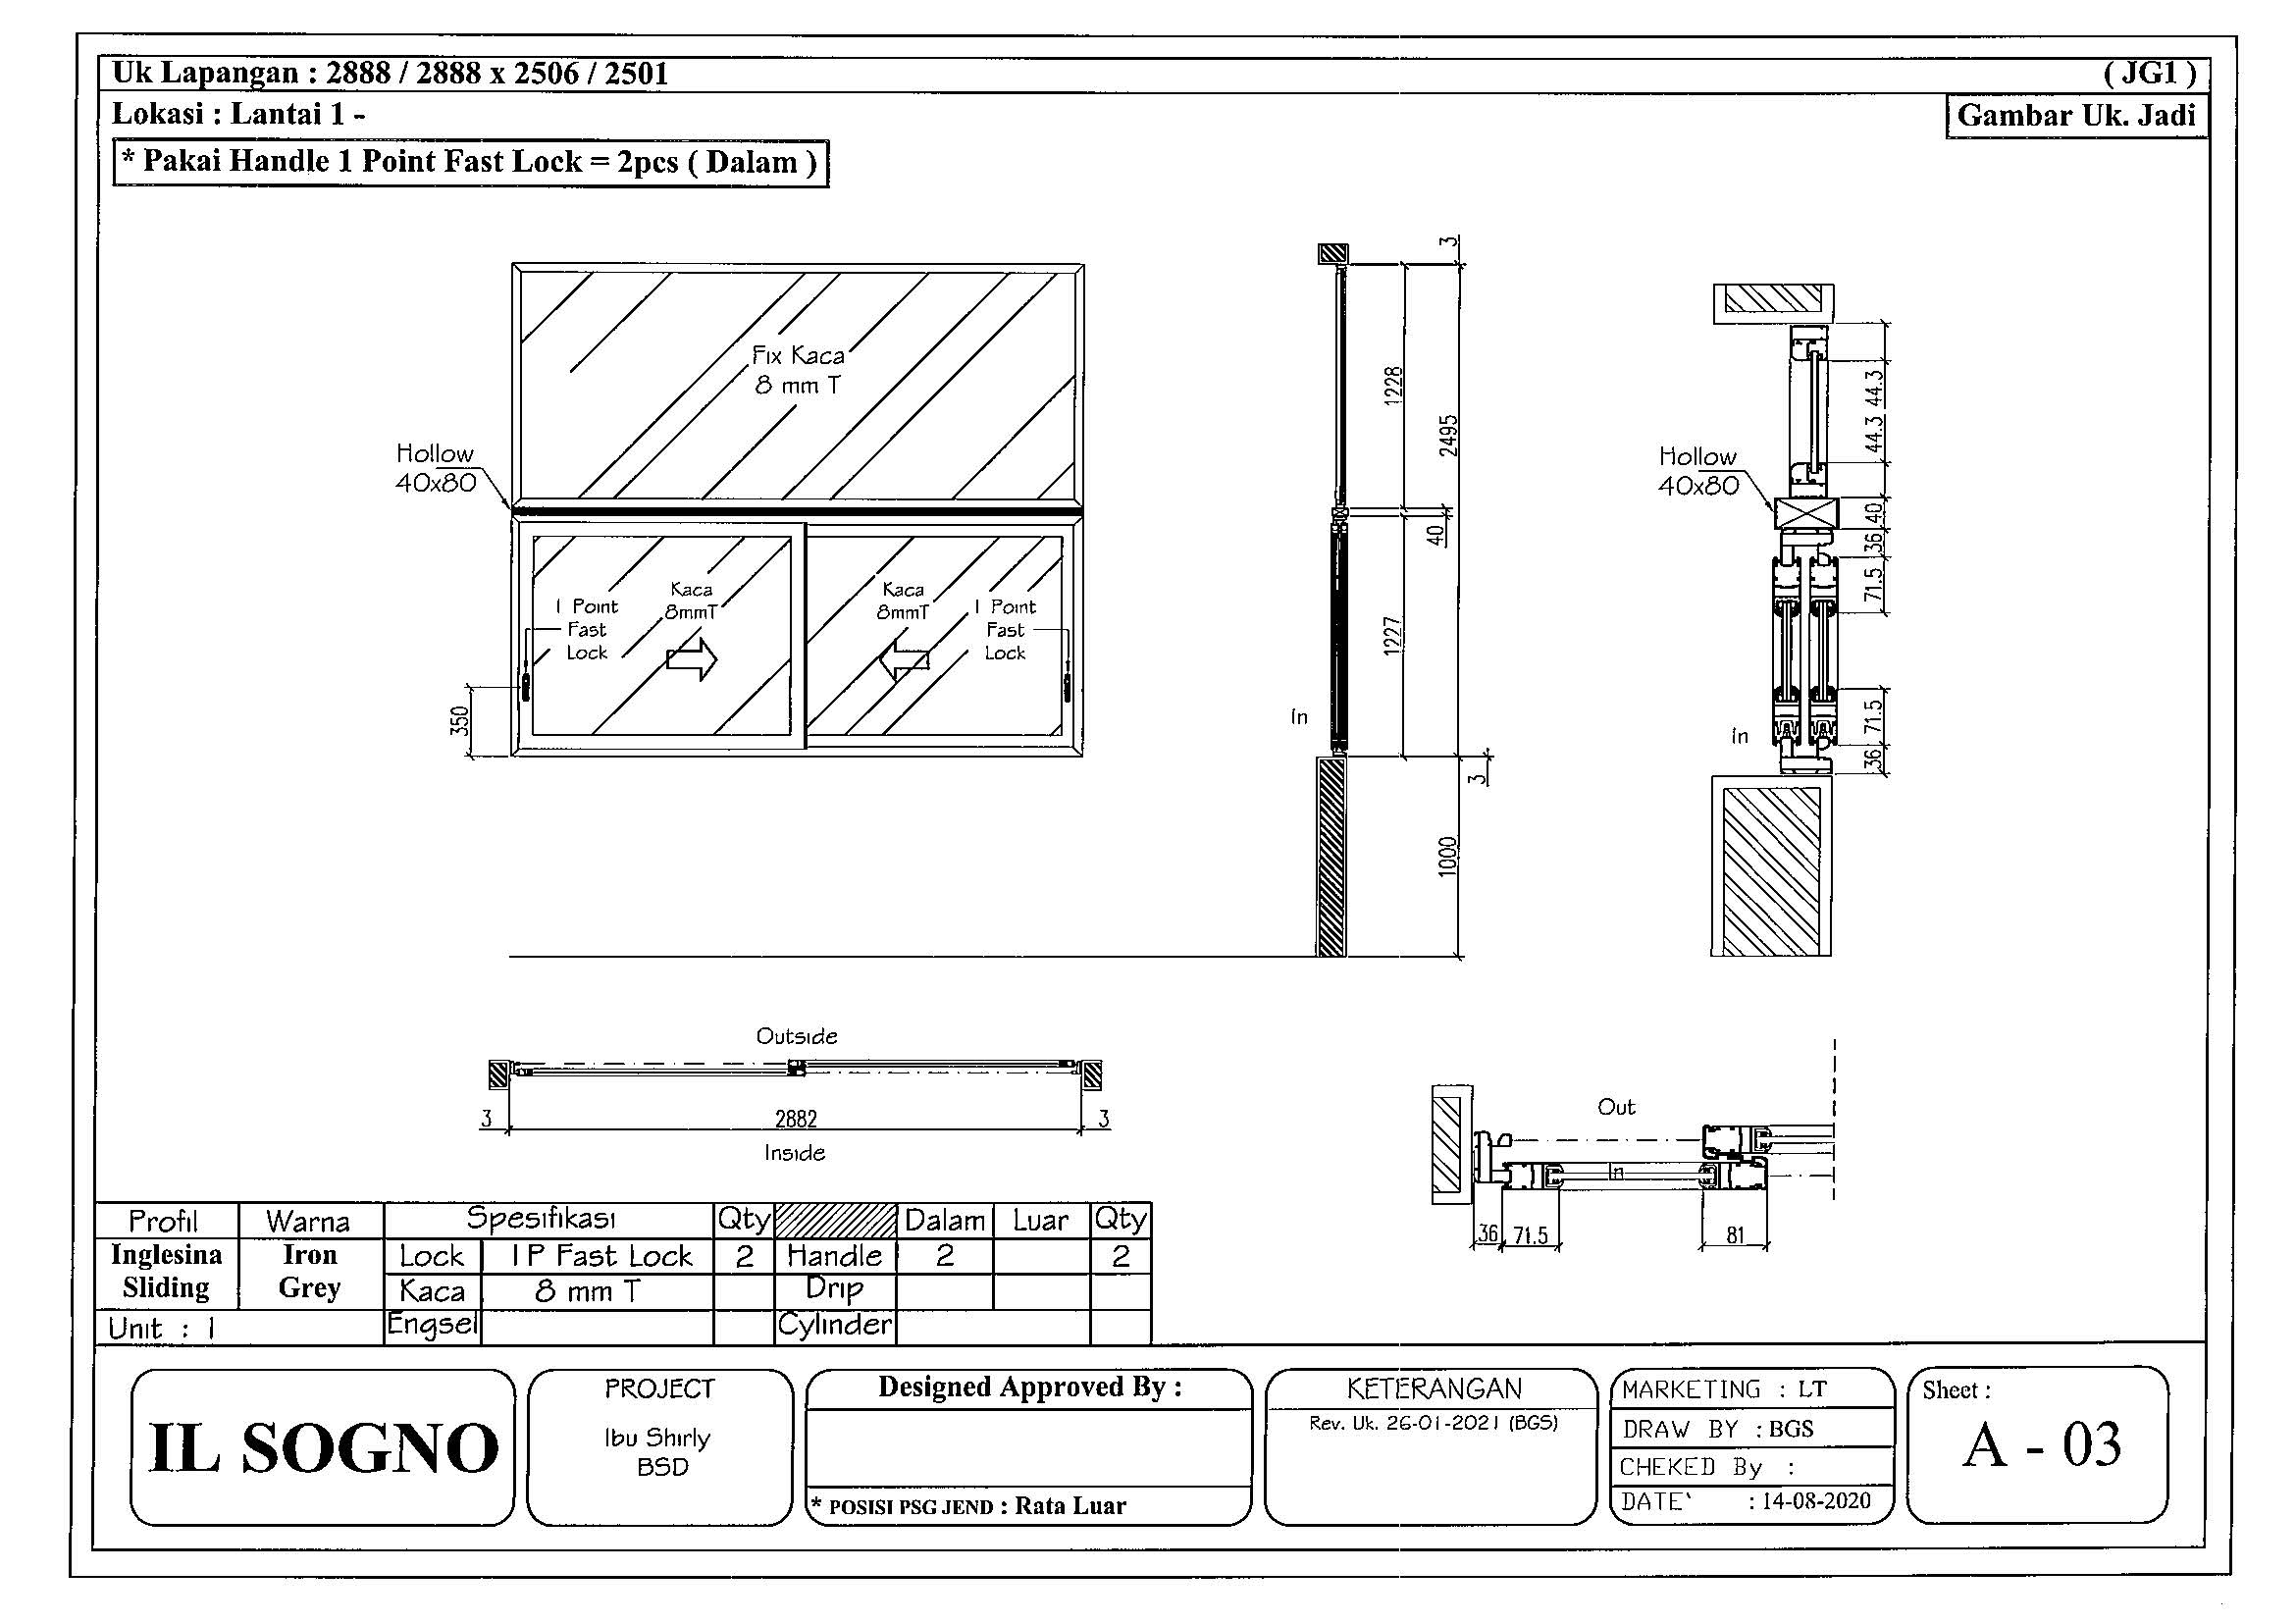 Uk Lapangan : 2888 / 2888 x 2506 / 2501
( JG1 )
Lokasi : Lantai 1 -
Gambar Uk. Jadi
* Pakai Handle 1 Point Fast Lock = 2pcs ( Dalam )
Fix Kaca
8 mm T
Hollow
40x80
1 Point
Fast
Lock
Kaca
8mmT
Kaca
8mmT
1 Point
Fast
Lock
350
3
1228
2495
40
1227
In
3
1000
44.3
44.3
Hollow
40x80
40
36
71.5
In
71.5
36
Outside
3
2882
3
Inside
Out
In
36
71.5
81
Profil Warna Spesifikasi Qty Dalam Luar Qty
Inglesina Iron Lock 1 P Fast Lock 2 Handle 2 2
Sliding Grey Kaca 8 mm T Drip
Unit : 1 Engsel Cylinder
IL SOGNO
PROJECT
Ibu Shirly
BSD
Designed Approved By :
* POSISI PSG JEND : Rata Luar
KETERANGAN
Rev. Uk. 26-01-2021 (BGS)
MARKETING : LT
DRAW BY : BGS
CHEKED By :
DATE` : 14-08-2020
Sheet :
A - 03